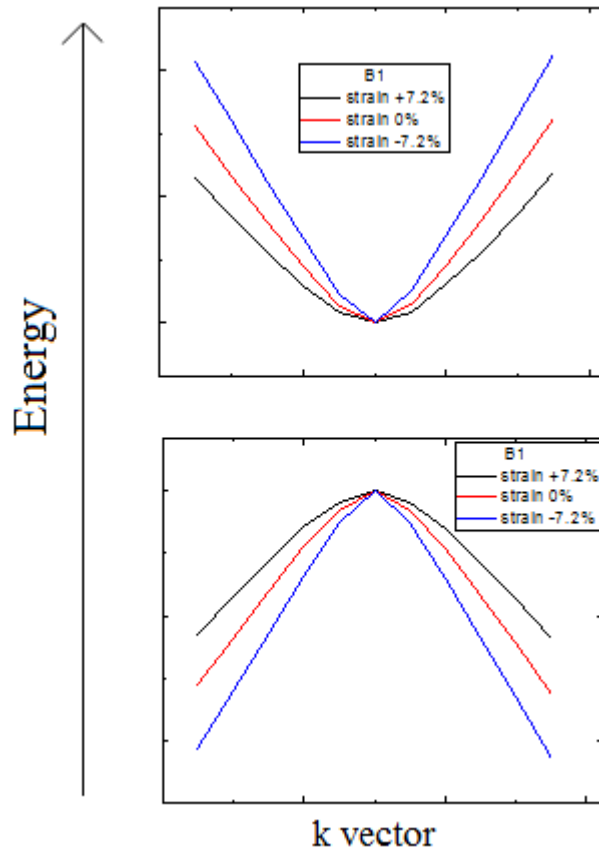 B1
strain +7.2%
strain 0%
strain -7.2%
Energy
B1
strain +7.2%
strain 0%
strain -7.2%
k vector